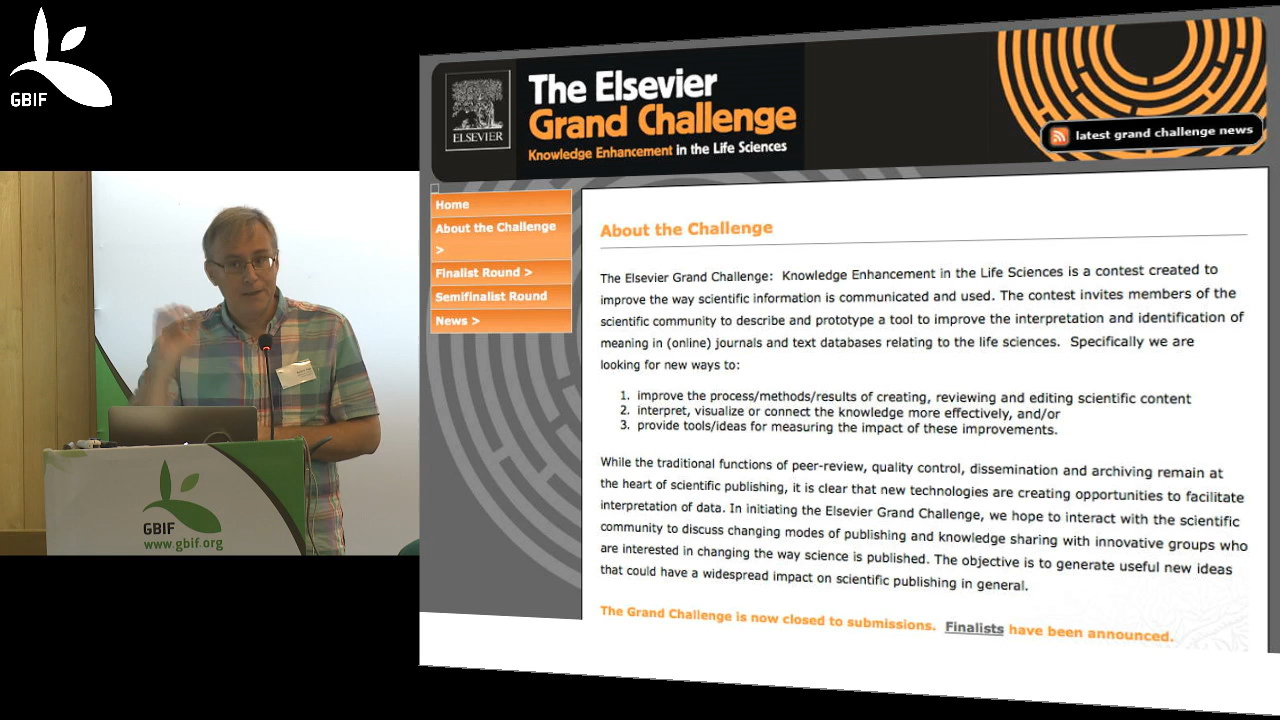 GBIF
ELSEVIER
The Elsevier
Grand Challenge
Knowledge Enhancement in the Life Sciences
latest grand challenge news
Home
About the Challenge
>
Finalist Round >
Semifinalist Round
News >
About the Challenge
The Elsevier Grand Challenge: Knowledge Enhancement in the Life Sciences is a contest created to
improve the way scientific information is communicated and used. The contest invites members of the
scientific community to describe and prototype a tool to improve the interpretation and identification of
meaning in (online) journals and text databases relating to the life sciences. Specifically we are
looking for new ways to:
1. improve the process/methods/results of creating, reviewing and editing scientific content
2. interpret, visualize or connect the knowledge more effectively, and/or
3. provide tools/ideas for measuring the impact of these improvements.
While the traditional functions of peer-review, quality control, dissemination and archiving remain at
the heart of scientific publishing, it is clear that new technologies are creating opportunities to facilitate
interpretation of data. In initiating the Elsevier Grand Challenge, we hope to interact with the scientific
community to discuss changing modes of publishing and knowledge sharing with innovative groups who
are interested in changing the way science is published. The objective is to generate useful new ideas
that could have a widespread impact on scientific publishing in general.
The Grand Challenge is now closed to submissions. Finalists have been announced.
GBIF
www.gbif.org